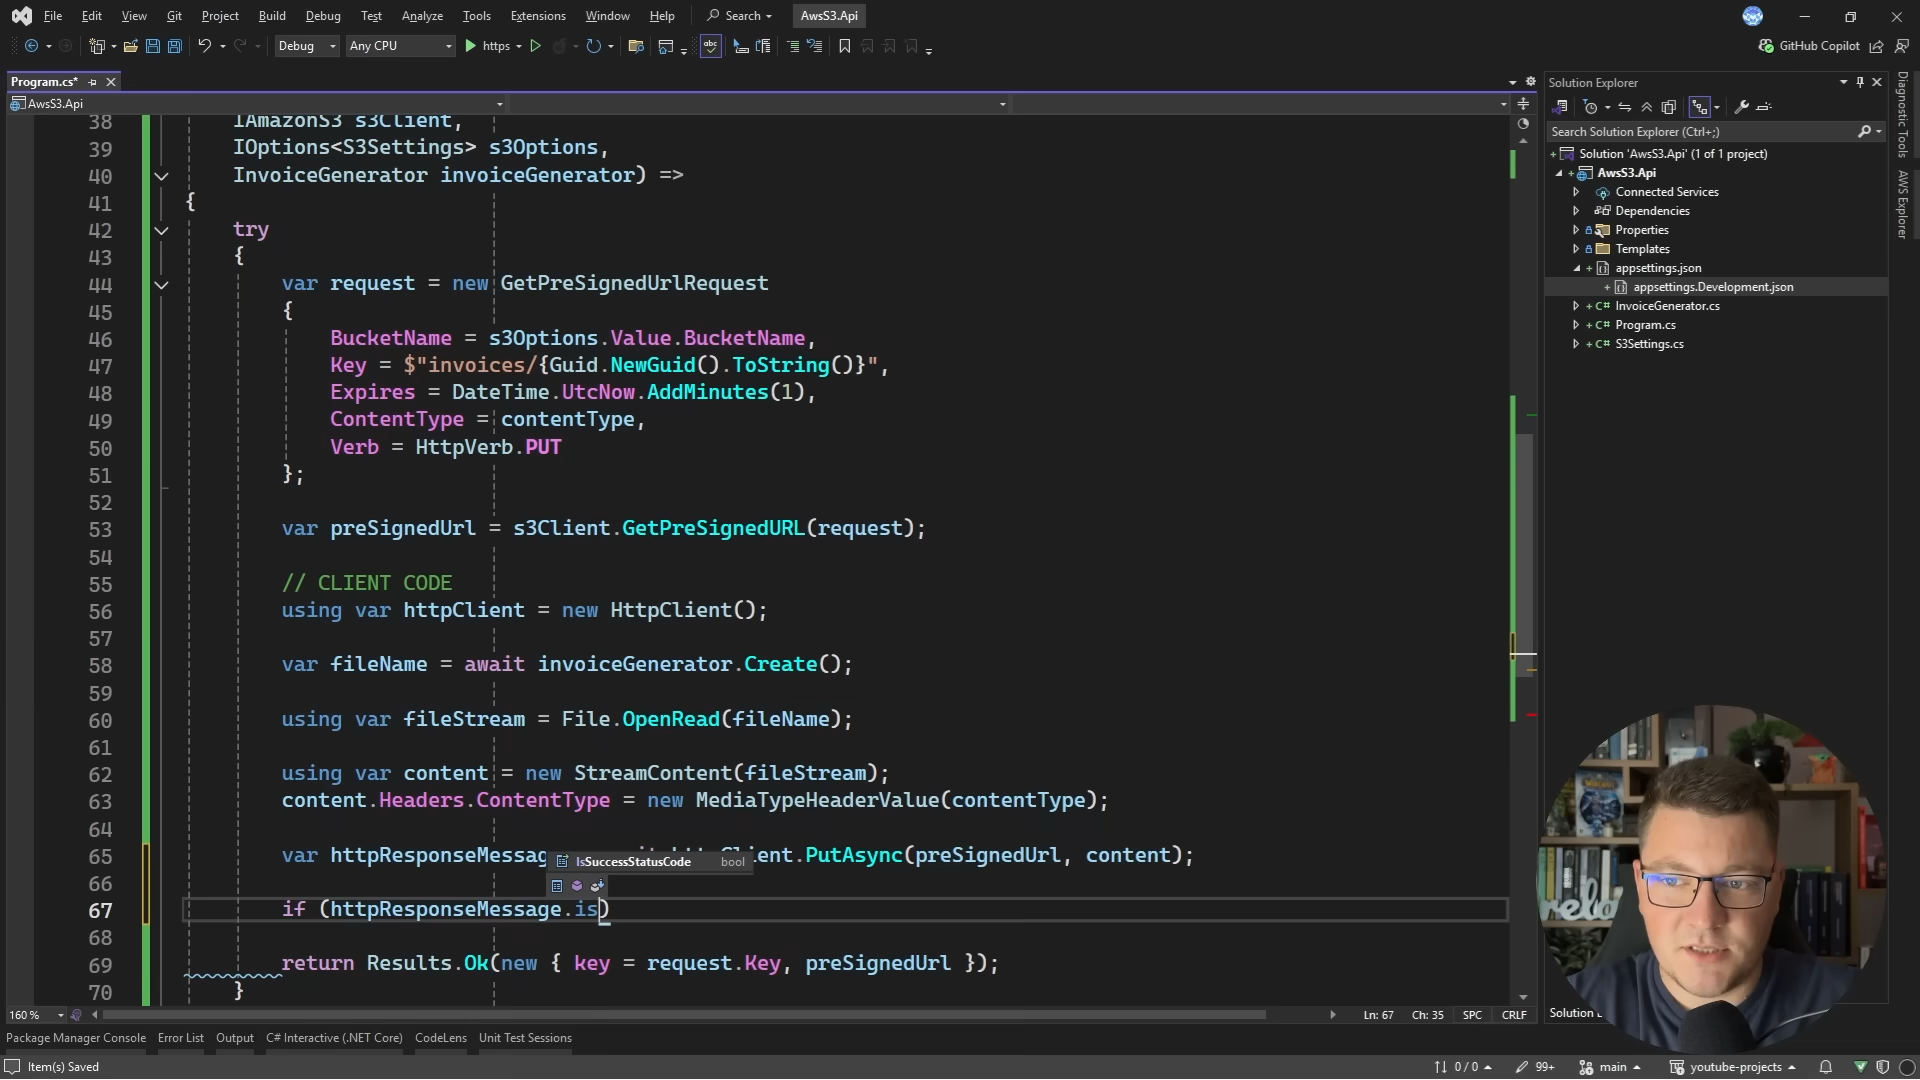 File Edit View Git Project Build Debug Test Analyze Tools Extensions Window Help Search AwsS3.Api
Debug Any CPU https GitHub Copilot
Program.cs* Solution Explorer
AwsS3.Api
Search Solution Explorer (Ctrl+;)
Solution 'AwsS3.Api' (1 of 1 project)
AwsS3.Api
Connected Services
Dependencies
Properties
Templates
appsettings.json
appsettings.Development.json
InvoiceGenerator.cs
Program.cs
S3Settings.cs
Diagnostic Tools
AWS Explorer
38 IAmazonS3 s3Client,
39 IOptions<S3Settings> s3Options,
40 InvoiceGenerator invoiceGenerator) =>
41 {
42 try
43 {
44 var request = new GetPreSignedUrlRequest
45 {
46 BucketName = s3Options.Value.BucketName,
47 Key = $"invoices/{Guid.NewGuid().ToString()}",
48 Expires = DateTime.UtcNow.AddMinutes(1),
49 ContentType = contentType,
50 Verb = HttpVerb.PUT
51 };
52
53 var preSignedUrl = s3Client.GetPreSignedURL(request);
54
55 // CLIENT CODE
56 using var httpClient = new HttpClient();
57
58 var fileName = await invoiceGenerator.Create();
59
60 using var fileStream = File.OpenRead(fileName);
61
62 using var content = new StreamContent(fileStream);
63 content.Headers.ContentType = new MediaTypeHeaderValue(contentType);
64
65 var httpResponseMessag PutAsync(preSignedUrl, content);
IsSuccessStatusCode bool
66
67 if (httpResponseMessage.is)
68
69 return Results.Ok(new { key = request.Key, preSignedUrl });
70 }
160 % Ln: 67 Ch: 35 SPC CRLF
Package Manager Console Error List Output C# Interactive (.NET Core) CodeLens Unit Test Sessions
Item(s) Saved 0 / 0 99+ main youtube-projects